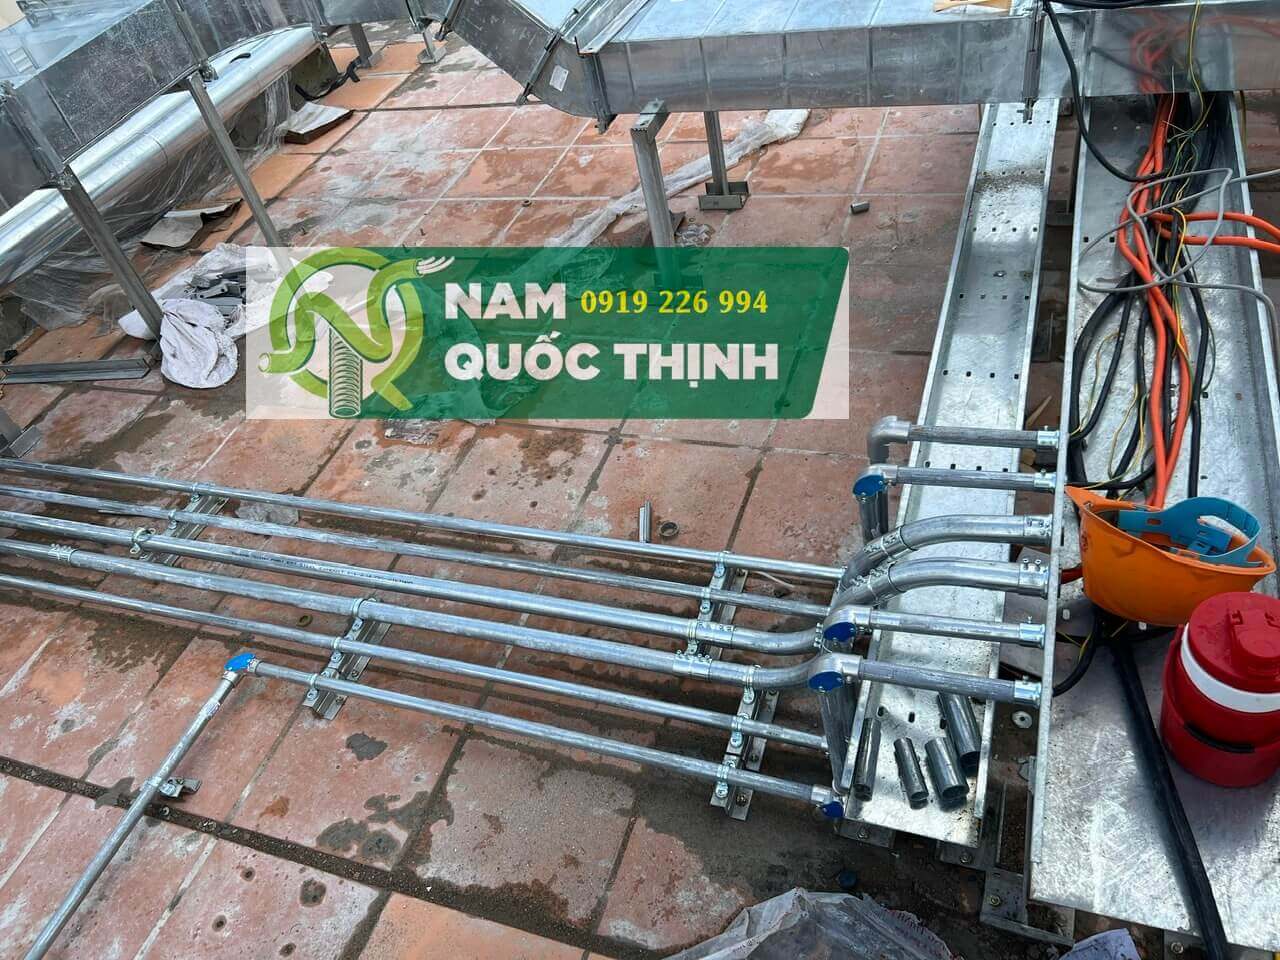 NAM 0919 226 994
QUỐC THỊNH